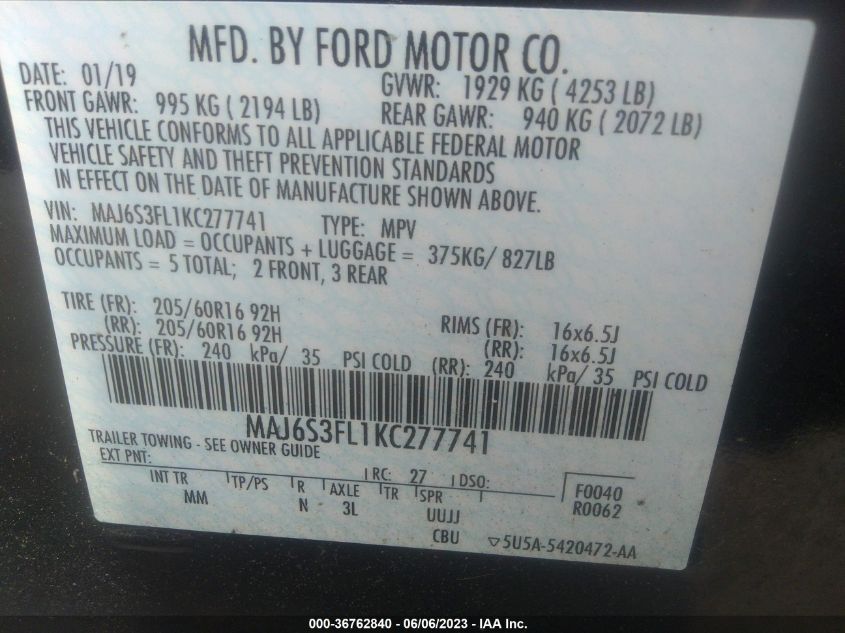 MFD. BY FORD MOTOR CO.
DATE: 01/19 GVWR: 1929 KG ( 4253 LB)
FRONT GAWR: 995 KG ( 2194 LB) REAR GAWR: 940 KG ( 2072 LB)
THIS VEHICLE CONFORMS TO ALL APPLICABLE FEDERAL MOTOR
VEHICLE SAFETY AND THEFT PREVENTION STANDARDS
IN EFFECT ON THE DATE OF MANUFACTURE SHOWN ABOVE.
VIN: MAJ6S3FL1KC277741 TYPE: MPV
MAXIMUM LOAD = OCCUPANTS + LUGGAGE = 375KG/ 827LB
OCCUPANTS = 5 TOTAL; 2 FRONT, 3 REAR
TIRE (FR): 205/60R16 92H RIMS (FR): 16x6.5J
(RR): 205/60R16 92H (RR): 16x6.5J
PRESSURE (FR): 240 kPa/ 35 PSI COLD (RR): 240 kPa/ 35 PSI COLD
MAJ6S3FL1KC277741
TRAILER TOWING - SEE OWNER GUIDE
EXT PNT: RC: 27 DSO:
INT TR TP/PS R AXLE TR SPR F0040
MM N 3L UUJJ R0062
CBU ▽5U5A-5420472-AA
000-36762840 - 06/06/2023 - IAA Inc.